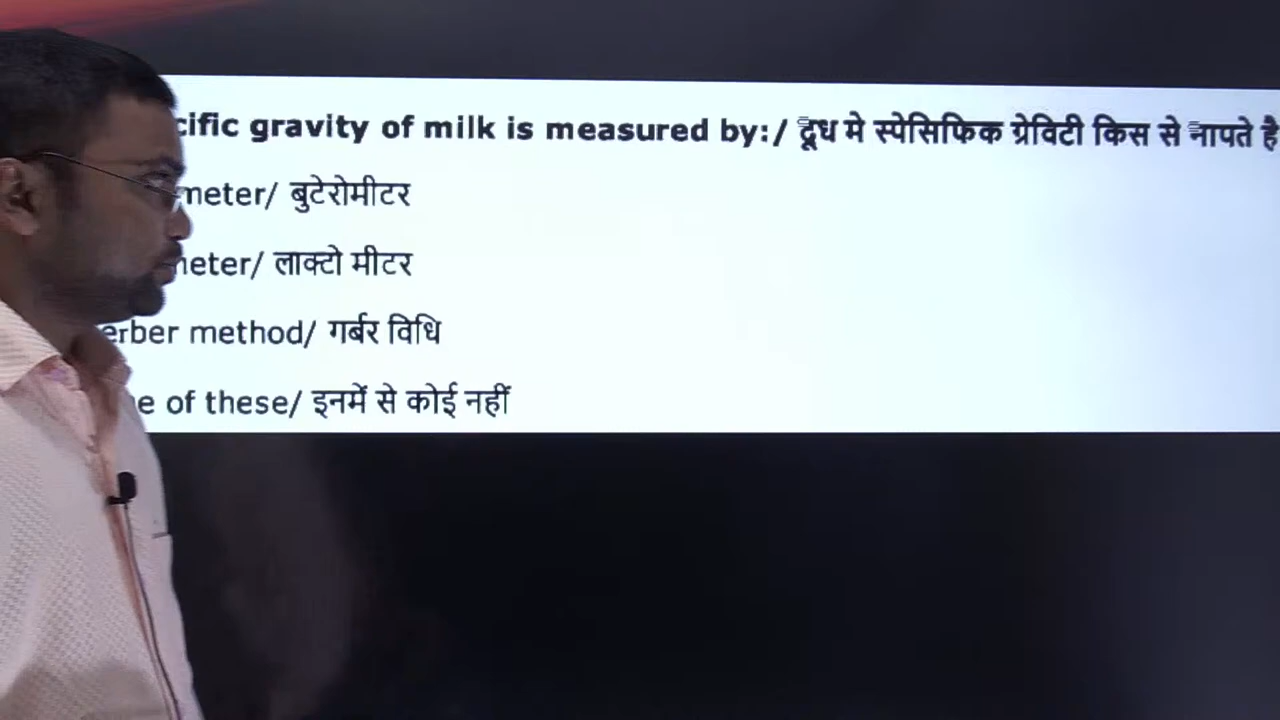 cific gravity of milk is measured by:/ दूध मे स्पेसिफिक ग्रेविटी किस से नापते है
meter/ बुटेरोमीटर
meter/ लाक्टो मीटर
erber method/ गर्बर विधि
e of these/ इनमें से कोई नहीं